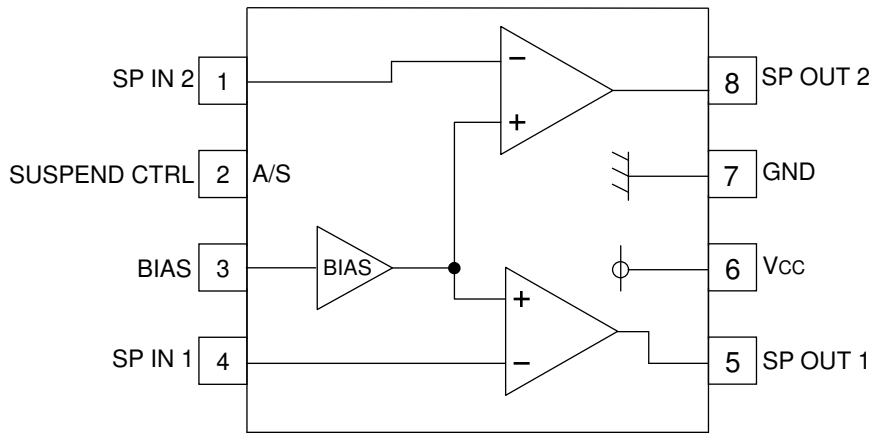 SP IN 2 1
− 
8 SP OUT 2
+
SUSPEND CTRL 2 A/S
7 GND
BIAS 3 BIAS
6 VCC
+
SP IN 1 4
−
5 SP OUT 1